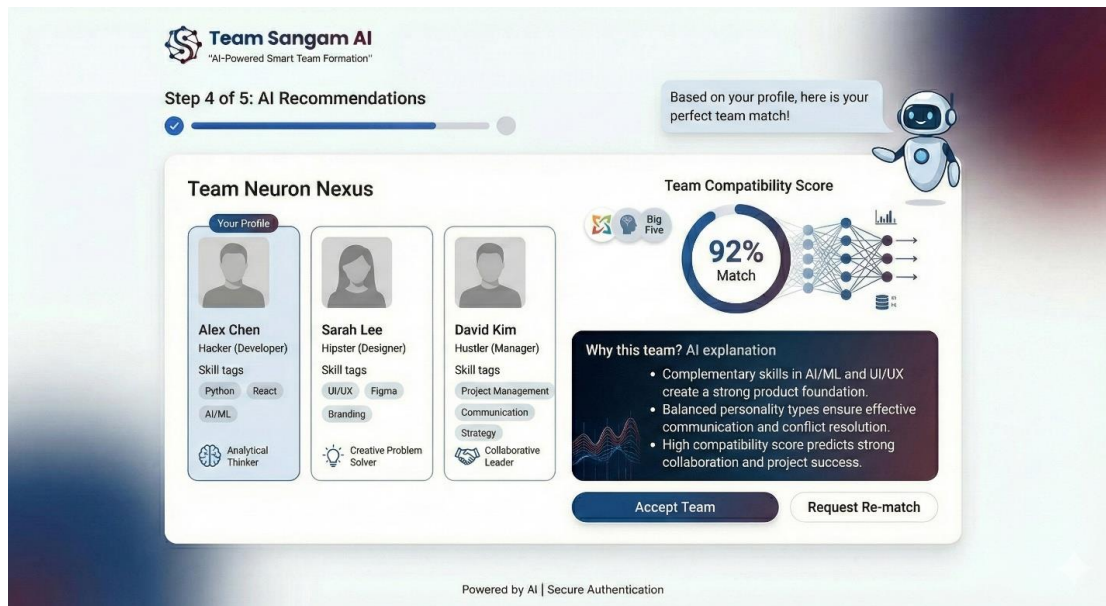 Team Sangam AI
"AI-Powered Smart Team Formation"
Step 4 of 5: AI Recommendations
Based on your profile, here is your
perfect team match!
Team Neuron Nexus
Your Profile
Alex Chen
Hacker (Developer)
Skill tags
Python
React
AI/ML
Analytical
Thinker
Sarah Lee
Hipster (Designer)
Skill tags
UI/UX
Figma
Branding
Creative Problem
Solver
David Kim
Hustler (Manager)
Skill tags
Project Management
Communication
Strategy
Collaborative
Leader
Team Compatibility Score
Big
Five
92%
Match
Why this team? AI explanation
• Complementary skills in AI/ML and UI/UX
create a strong product foundation.
• Balanced personality types ensure effective
communication and conflict resolution.
• High compatibility score predicts strong
collaboration and project success.
Accept Team
Request Re-match
Powered by AI | Secure Authentication